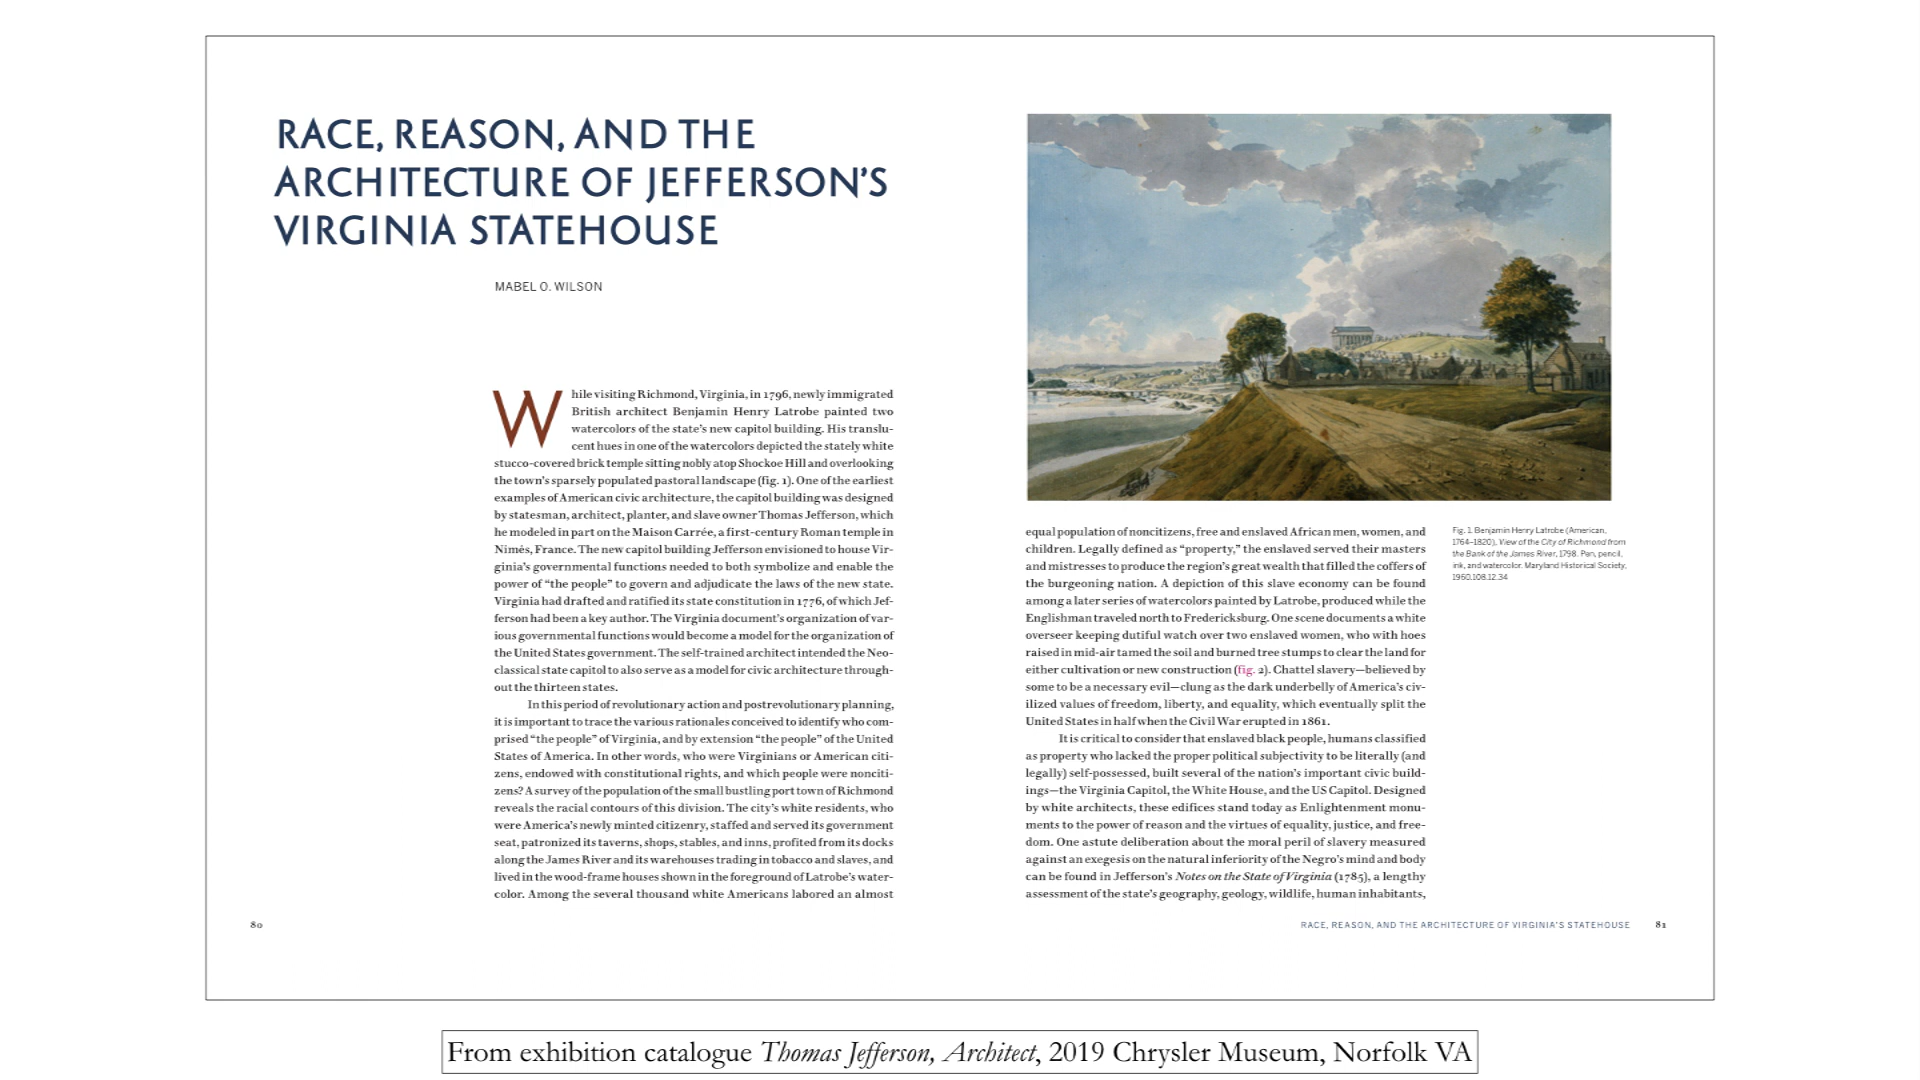 RACE, REASON, AND THE
ARCHITECTURE OF JEFFERSON'S
VIRGINIA STATEHOUSE
MABEL O. WILSON
While visiting Richmond, Virginia, in 1796, newly immigrated
British architect Benjamin Henry Latrobe painted two
watercolors of the state's new capitol building. His translu-
cent hues in one of the watercolors depicted the stately white
stucco-covered brick temple sitting nobly atop Shockoe Hill and overlooking
the town's sparsely populated pastoral landscape (fig. 1). One of the earliest
examples of American civic architecture, the capitol building was designed
by statesman, architect, planter, and slave owner Thomas Jefferson, which
he modeled in part on the Maison Carrée, a first-century Roman temple in
Nimés, France. The new capitol building Jefferson envisioned to house Vir-
ginia's governmental functions needed to both symbolize and enable the
power of "the people" to govern and adjudicate the laws of the new state.
Virginia had drafted and ratified its state constitution in 1776, of which Jef-
ferson had been a key author. The Virginia document's organization of var-
ious governmental functions would become a model for the organization of
the United States government. The self-trained architect intended the Neo-
classical state capitol to also serve as a model for civic architecture through-
out the thirteen states.
In this period of revolutionary action and postrevolutionary planning,
it is important to trace the various rationales conceived to identify who com-
prised "the people" of Virginia, and by extension "the people" of the United
States of America. In other words, who were Virginians or American citi-
zens, endowed with constitutional rights, and which people were nonciti-
zens? A survey of the population of the small bustling port town of Richmond
reveals the racial contours of this division. The city's white residents, who
were America's newly minted citizenry, staffed and served its government
seat, patronized its taverns, shops, stables, and inns, profited from its docks
along the James River and its warehouses trading in tobacco and slaves, and
lived in the wood-frame houses shown in the foreground of Latrobe's water-
color. Among the several thousand white Americans labored an almost
80
equal population of noncitizens, free and enslaved African men, women, and
children. Legally defined as "property," the enslaved served their masters
and mistresses to produce the region's great wealth that filled the coffers of
the burgeoning nation. A depiction of this slave economy can be found
among a later series of watercolors painted by Latrobe, produced while the
Englishman traveled north to Fredericksburg. One scene documents a white
overseer keeping dutiful watch over two enslaved women, who with hoes
raised in mid-air tamed the soil and burned tree stumps to clear the land for
either cultivation or new construction (fig. 2). Chattel slavery—believed by
some to be a necessary evil—clung as the dark underbelly of America's civ-
ilized values of freedom, liberty, and equality, which eventually split the
United States in half when the Civil War erupted in 1861.
It is critical to consider that enslaved black people, humans classified
as property who lacked the proper political subjectivity to be literally (and
legally) self-possessed, built several of the nation's important civic build-
ings—the Virginia Capitol, the White House, and the US Capitol. Designed
by white architects, these edifices stand today as Enlightenment monu-
ments to the power of reason and the virtues of equality, justice, and free-
dom. One astute deliberation about the moral peril of slavery measured
against an exegesis on the natural inferiority of the Negro's mind and body
can be found in Jefferson's Notes on the State of Virginia (1785), a lengthy
assessment of the state's geography, geology, wildlife, human inhabitants,
Fig. 1. Benjamin Henry Latrobe (American,
1764–1820), View of the City of Richmond from
the Bank of the James River, 1798. Pen, pencil,
ink, and watercolor. Maryland Historical Society,
1960.108.12.34
RACE, REASON, AND THE ARCHITECTURE OF VIRGINIA'S STATEHOUSE 81
From exhibition catalogue Thomas Jefferson, Architect, 2019 Chrysler Museum, Norfolk VA